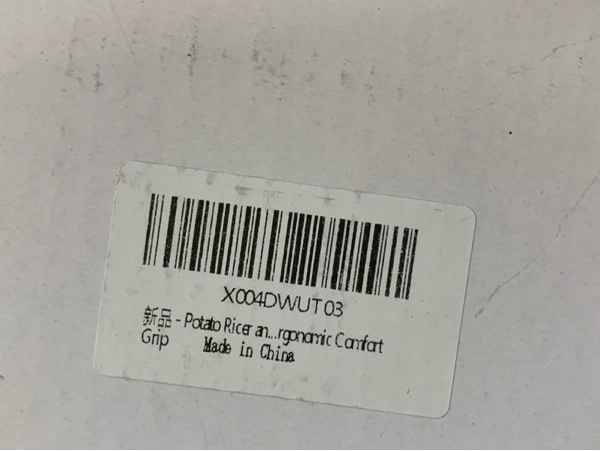 X004DWUT03
新品 - Potato Ricer an...rgonomic Comfort
Grip Made in China